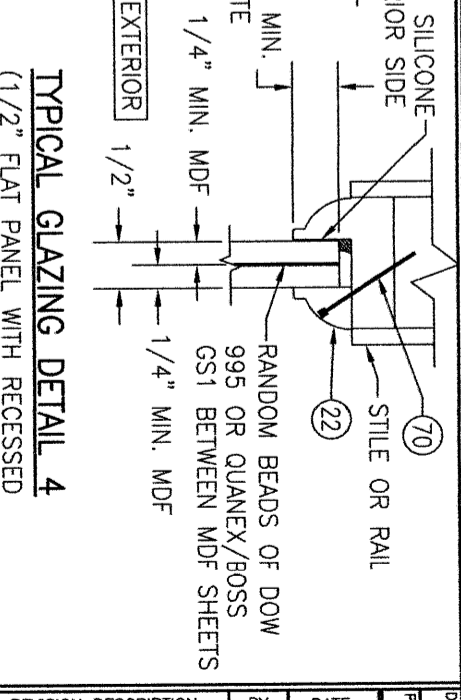 SILICONE
IOR SIDE
MIN.
TE
1/4" MIN. MDF
EXTERIOR
1/2"
70
STILE OR RAIL
22
RANDOM BEADS OF DOW
995 OR QUANEX/BOSS
GS1 BETWEEN MDF SHEETS
1/4" MIN. MDF
TYPICAL GLAZING DETAIL 4
(1/2" FLAT PANEL WITH RECESSED
BY
DATE